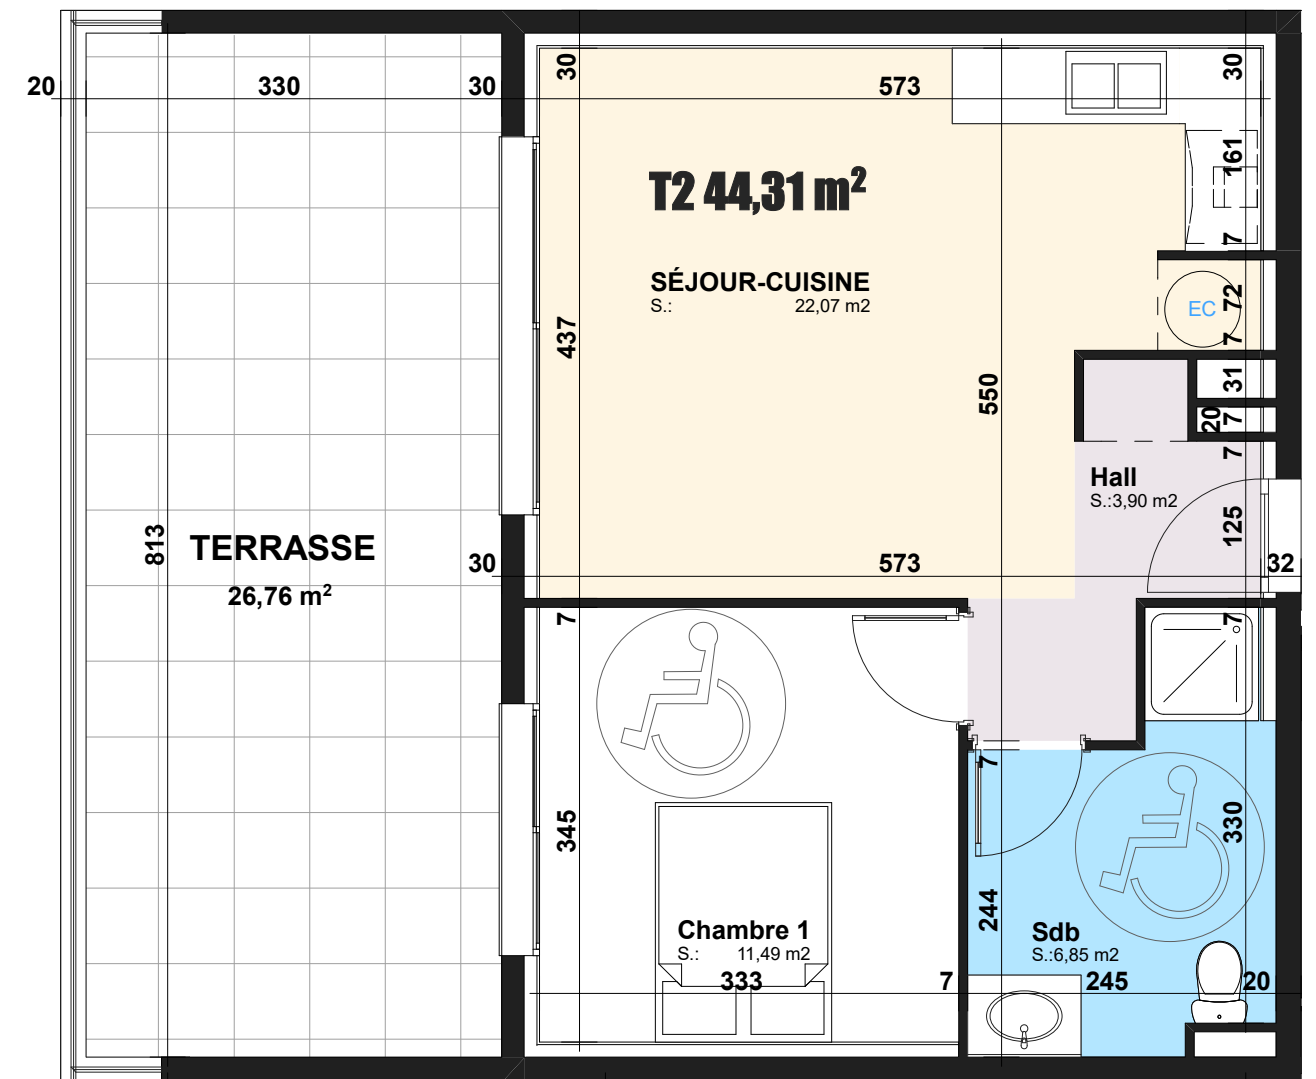 20
330
30
30
573
30
161
T2 44,31 m²
7
SÉJOUR-CUISINE
S.: 22,07 m2
72
EC
437
7
550
31
20
7
7
Hall
S.:3,90 m2
125
813
TERRASSE
26,76 m²
30
573
32
7
7
7
345
330
244
Chambre 1
S.: 11,49 m2
Sdb
S.:6,85 m2
333
7
245
20